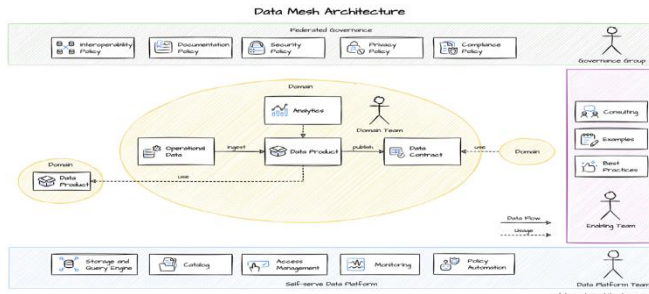 Data Mesh Architecture
Federated Governance
Interoperability
Policy
Documentation
Policy
Security
Policy
Privacy
Policy
Compliance
Policy
Governance Group
Domain
Analytics
Domain Team
Operational
Data
ingest
Data Product
publish
Data
Contract
use
Domain
Domain
Data
Product
use
Consulting
Examples
Best
Practices
Enabling Team
Data Flow
Usage
Storage and
Query Engine
Catalog
Access
Management
Monitoring
Policy
Automation
Self-serve Data Platform
Data Platform Team